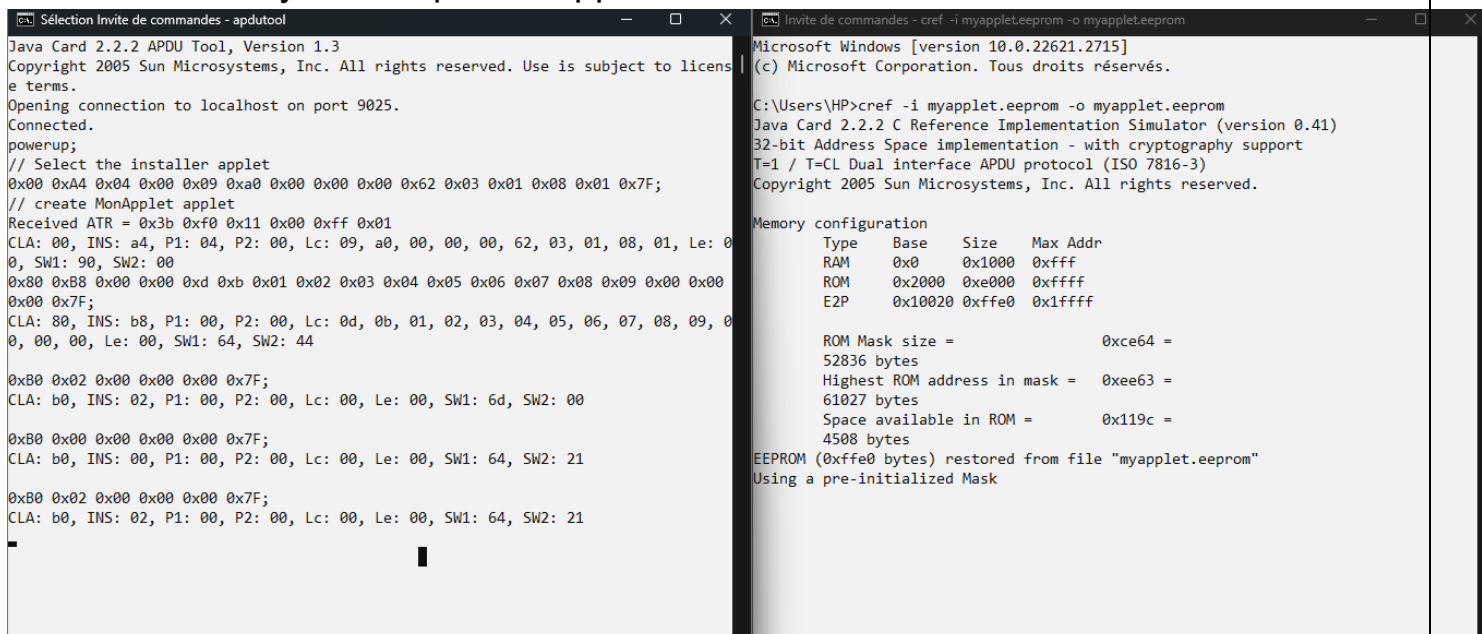 Sélection Invite de commandes - apdutool
Java Card 2.2.2 APDU Tool, Version 1.3
Copyright 2005 Sun Microsystems, Inc. All rights reserved. Use is subject to licens
e terms.
Opening connection to localhost on port 9025.
Connected.
powerup;
// Select the installer applet
0x00 0xA4 0x04 0x00 0x09 0xa0 0x00 0x00 0x00 0x62 0x03 0x01 0x08 0x01 0x7F;
// create MonApplet applet
Received ATR = 0x3b 0xf0 0x11 0x00 0xff 0x01
CLA: 00, INS: a4, P1: 04, P2: 00, Lc: 09, a0, 00, 00, 00, 62, 03, 01, 08, 01, Le: 0
0, SW1: 90, SW2: 00
0x80 0xB8 0x00 0x00 0xd 0xb 0x01 0x02 0x03 0x04 0x05 0x06 0x07 0x08 0x09 0x00 0x00
0x00 0x7F;
CLA: 80, INS: b8, P1: 00, P2: 00, Lc: 0d, 0b, 01, 02, 03, 04, 05, 06, 07, 08, 09, 0
0, 00, 00, Le: 00, SW1: 64, SW2: 44
0xB0 0x02 0x00 0x00 0x00 0x7F;
CLA: b0, INS: 02, P1: 00, P2: 00, Lc: 00, Le: 00, SW1: 6d, SW2: 00
0xB0 0x00 0x00 0x00 0x00 0x7F;
CLA: b0, INS: 00, P1: 00, P2: 00, Lc: 00, Le: 00, SW1: 64, SW2: 21
0xB0 0x02 0x00 0x00 0x00 0x7F;
CLA: b0, INS: 02, P1: 00, P2: 00, Lc: 00, Le: 00, SW1: 64, SW2: 21
Invite de commandes - cref -i myapplet.eeprom -o myapplet.eeprom
Microsoft Windows [version 10.0.22621.2715]
(c) Microsoft Corporation. Tous droits réservés.
C:\Users\HP>cref -i myapplet.eeprom -o myapplet.eeprom
Java Card 2.2.2 C Reference Implementation Simulator (version 0.41)
32-bit Address Space implementation - with cryptography support
T=1 / T=CL Dual interface APDU protocol (ISO 7816-3)
Copyright 2005 Sun Microsystems, Inc. All rights reserved.
Memory configuration
Type Base Size Max Addr
RAM 0x0 0x1000 0xfff
ROM 0x2000 0xe000 0xffff
E2P 0x10020 0xffe0 0x1ffff
ROM Mask size = 0xce64 =
52836 bytes
Highest ROM address in mask = 0xee63 =
61027 bytes
Space available in ROM = 0x119c =
4508 bytes
EEPROM (0xffe0 bytes) restored from file "myapplet.eeprom"
Using a pre-initialized Mask